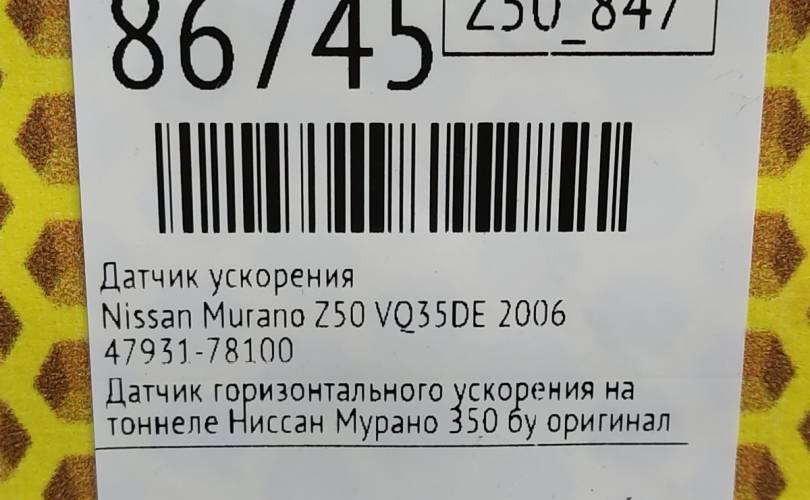 86745
Z50_847
Датчик ускорения
Nissan Murano Z50 VQ35DE 2006
47931-78100
Датчик горизонтального ускорения на
тоннеле Ниссан Мурано З50 бу оригинал